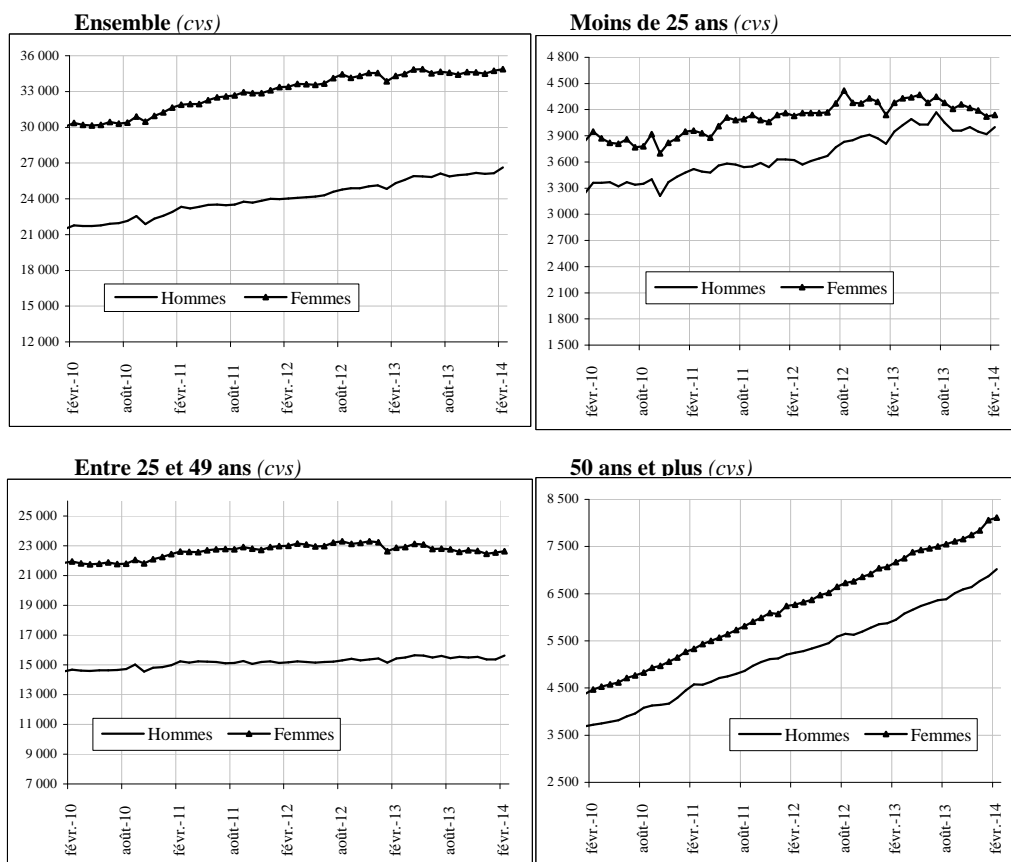 Ensemble (cvs)
36 000
33 000
30 000
27 000
24 000
21 000
18 000
15 000
12 000
Hommes Femmes
févr.-10
août-10
févr.-11
août-11
févr.-12
août-12
févr.-13
août-13
févr.-14
Moins de 25 ans (cvs)
4 800
4 500
4 200
3 900
3 600
3 300
3 000
2 700
2 400
2 100
1 800
1 500
Hommes Femmes
févr.-10
août-10
févr.-11
août-11
févr.-12
août-12
févr.-13
août-13
févr.-14
Entre 25 et 49 ans (cvs)
25 000
23 000
21 000
19 000
17 000
15 000
13 000
11 000
9 000
7 000
Hommes Femmes
févr.-10
août-10
févr.-11
août-11
févr.-12
août-12
févr.-13
août-13
févr.-14
50 ans et plus (cvs)
8 500
7 500
6 500
5 500
4 500
3 500
2 500
Hommes Femmes
févr.-10
août-10
févr.-11
août-11
févr.-12
août-12
févr.-13
août-13
févr.-14